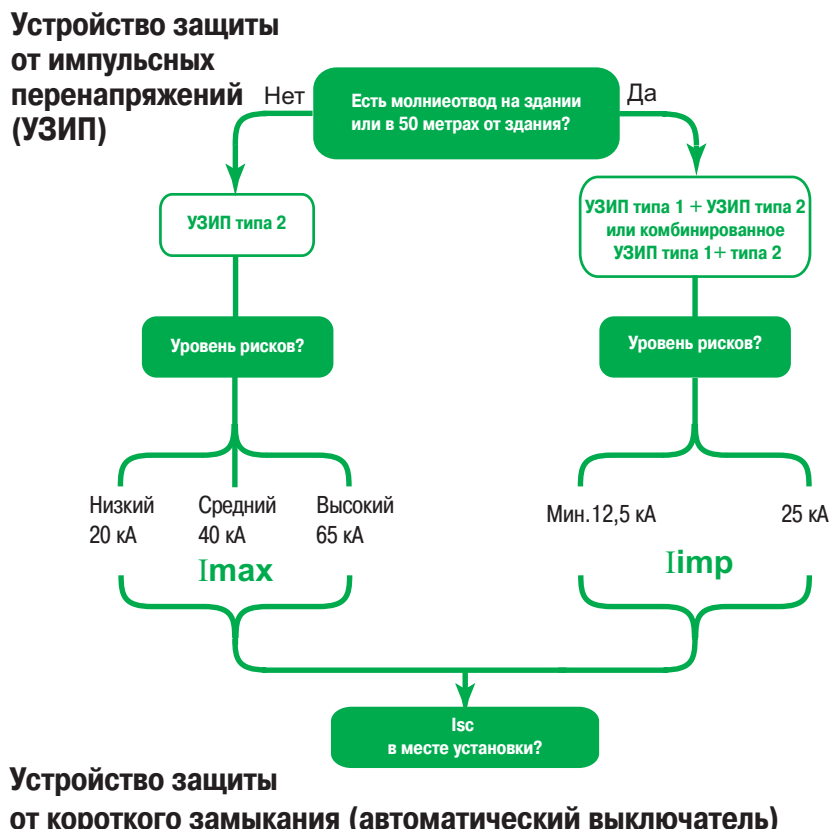 Устройство защиты
от импульсных
перенапряжений
(УЗИП)
Нет
Есть молниеотвод на здании
или в 50 метрах от здания?
Да
УЗИП типа 2
УЗИП типа 1 + УЗИП типа 2
или комбинированное
УЗИП типа 1+ типа 2
Уровень рисков?
Уровень рисков?
Низкий
20 кА
Средний
40 кА
Высокий
65 кА
Imax
Мин.12,5 кА
25 кА
Iimp
Isc
в месте установки?
Устройство защиты
от короткого замыкания (автоматический выключатель)